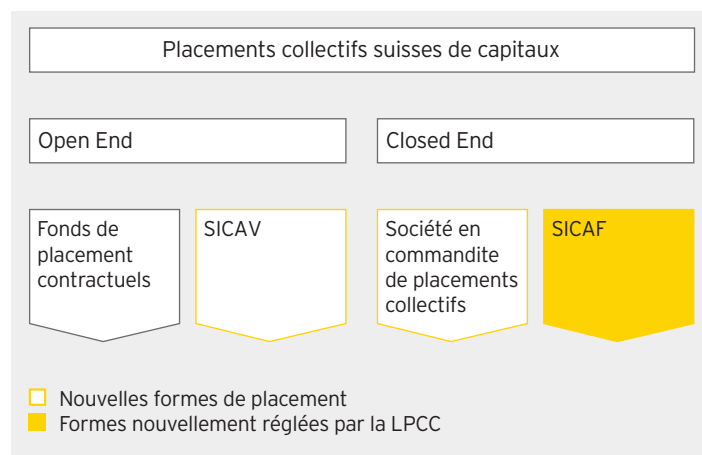 Placements collectifs suisses de capitaux
Open End
Closed End
Fonds de
placement
contractuels
SICAV
Société en
commandite
de placements
collectifs
SICAF
Nouvelles formes de placement
Formes nouvellement réglées par la LPCC